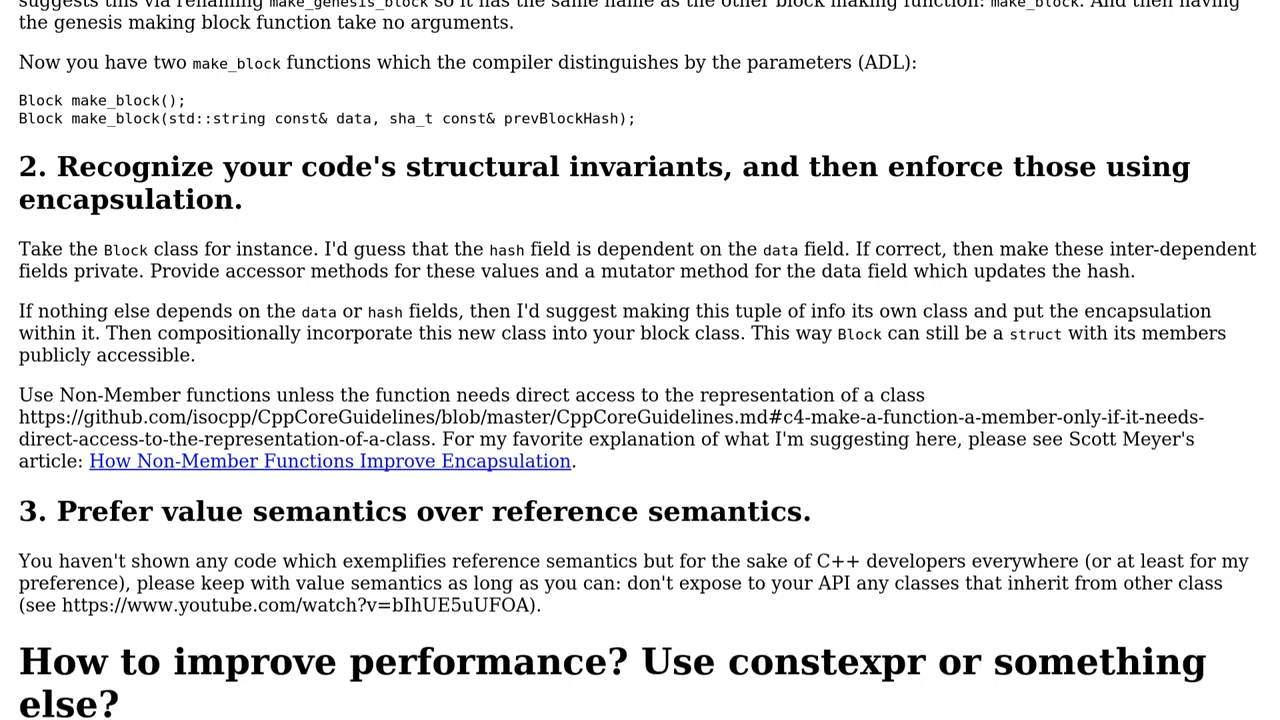 suggests this via renaming make_genesis_block so it has the same name as the other block making function: make_block. And then having
the genesis making block function take no arguments.
Now you have two make_block functions which the compiler distinguishes by the parameters (ADL):
Block make_block();
Block make_block(std::string const& data, sha_t const& prevBlockHash);
2. Recognize your code's structural invariants, and then enforce those using
encapsulation.
Take the Block class for instance. I'd guess that the hash field is dependent on the data field. If correct, then make these inter-dependent
fields private. Provide accessor methods for these values and a mutator method for the data field which updates the hash.
If nothing else depends on the data or hash fields, then I'd suggest making this tuple of info its own class and put the encapsulation
within it. Then compositionally incorporate this new class into your block class. This way Block can still be a struct with its members
publicly accessible.
Use Non-Member functions unless the function needs direct access to the representation of a class
https://github.com/isocpp/CppCoreGuidelines/blob/master/CppCoreGuidelines.md#c4-make-a-function-a-member-only-if-it-needs-
direct-access-to-the-representation-of-a-class. For my favorite explanation of what I'm suggesting here, please see Scott Meyer's
article: How Non-Member Functions Improve Encapsulation.
3. Prefer value semantics over reference semantics.
You haven't shown any code which exemplifies reference semantics but for the sake of C++ developers everywhere (or at least for my
preference), please keep with value semantics as long as you can: don't expose to your API any classes that inherit from other class
(see https://www.youtube.com/watch?v=bIhUE5uUFOA).
How to improve performance? Use constexpr or something
else?